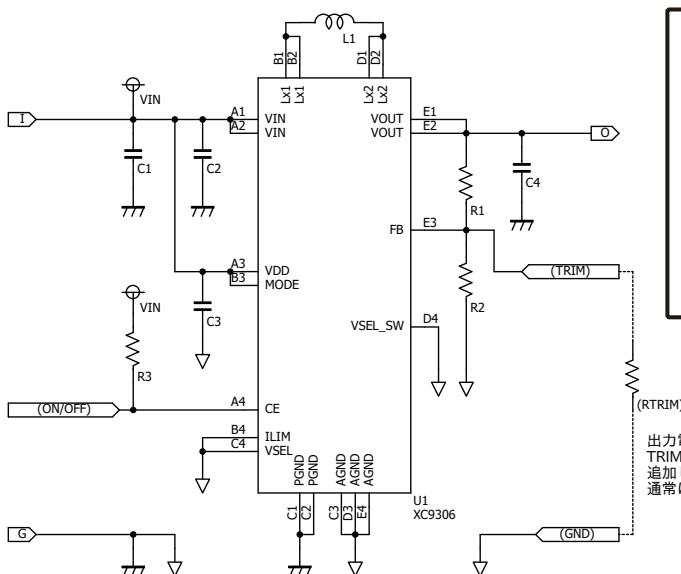 L1
B1
B2
D1
D2
Lx1
Lx1
Lx2
Lx2
VIN
I
A1
VIN
A2
VIN
VOUT
E1
VOUT
E2
O
C1
C2
C4
R1
FB
E3
A3
VDD
B3
MODE
(TRIM)
VIN
C3
R2
VSEL_SW
D4
R3
(ON/OFF)
A4
CE
(RTRIM)
B4
ILIM
C4
VSEL
TRIM
追加
通常
PGND
PGND
AGND
AGND
AGND
C1
C2
C3
D3
E4
U1
XC9306
G
(GND)